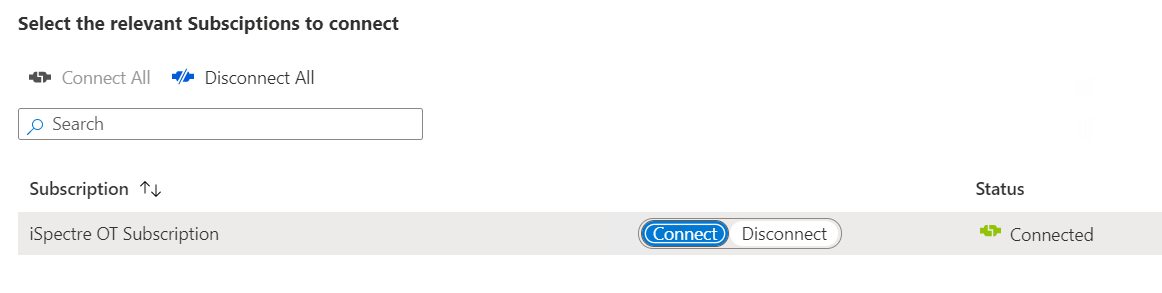 Select the relevant Subsciptions to connect
Connect All Disconnect All
Search
Subscription Status
iSpectre OT Subscription Connect Disconnect Connected